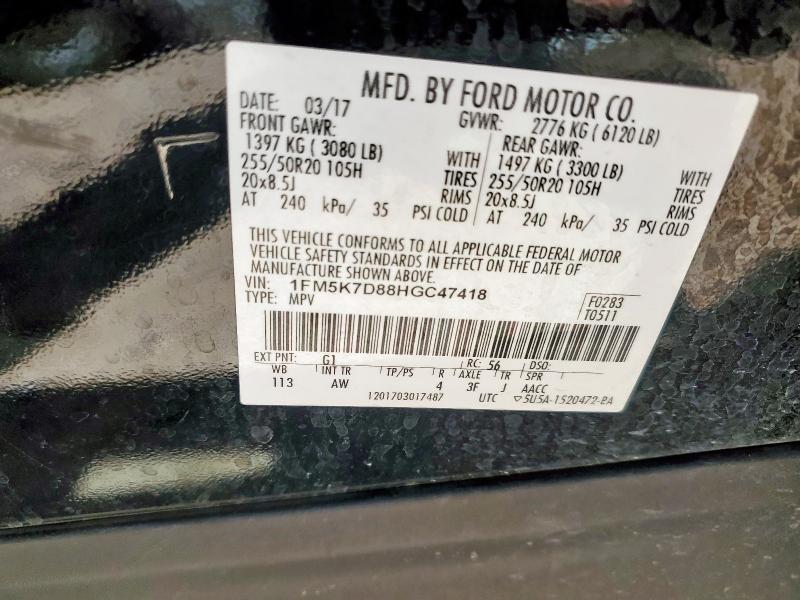 MFD. BY FORD MOTOR CO.
DATE: 03/17 GVWR: 2776 KG ( 6120 LB)
FRONT GAWR: REAR GAWR:
1397 KG ( 3080 LB) WITH 1497 KG ( 3300 LB) WITH
255/50R20 105H TIRES 255/50R20 105H TIRES
20x8.5J RIMS 20x8.5J RIMS
AT 240 kPa/ 35 PSI COLD AT 240 kPa/ 35 PSI COLD
THIS VEHICLE CONFORMS TO ALL APPLICABLE FEDERAL MOTOR
VEHICLE SAFETY STANDARDS IN EFFECT ON THE DATE OF
MANUFACTURE SHOWN ABOVE.
VIN: 1FM5K7D88HGC47418
TYPE: MPV
F0283
T0511
EXT PNT: G1 RC: 56 DSO:
WB INT TR TP/PS R AXLE TR SPR
113 AW 4 3F J AACC
1201703017487 UTC ▽5U5A-1520472-BA